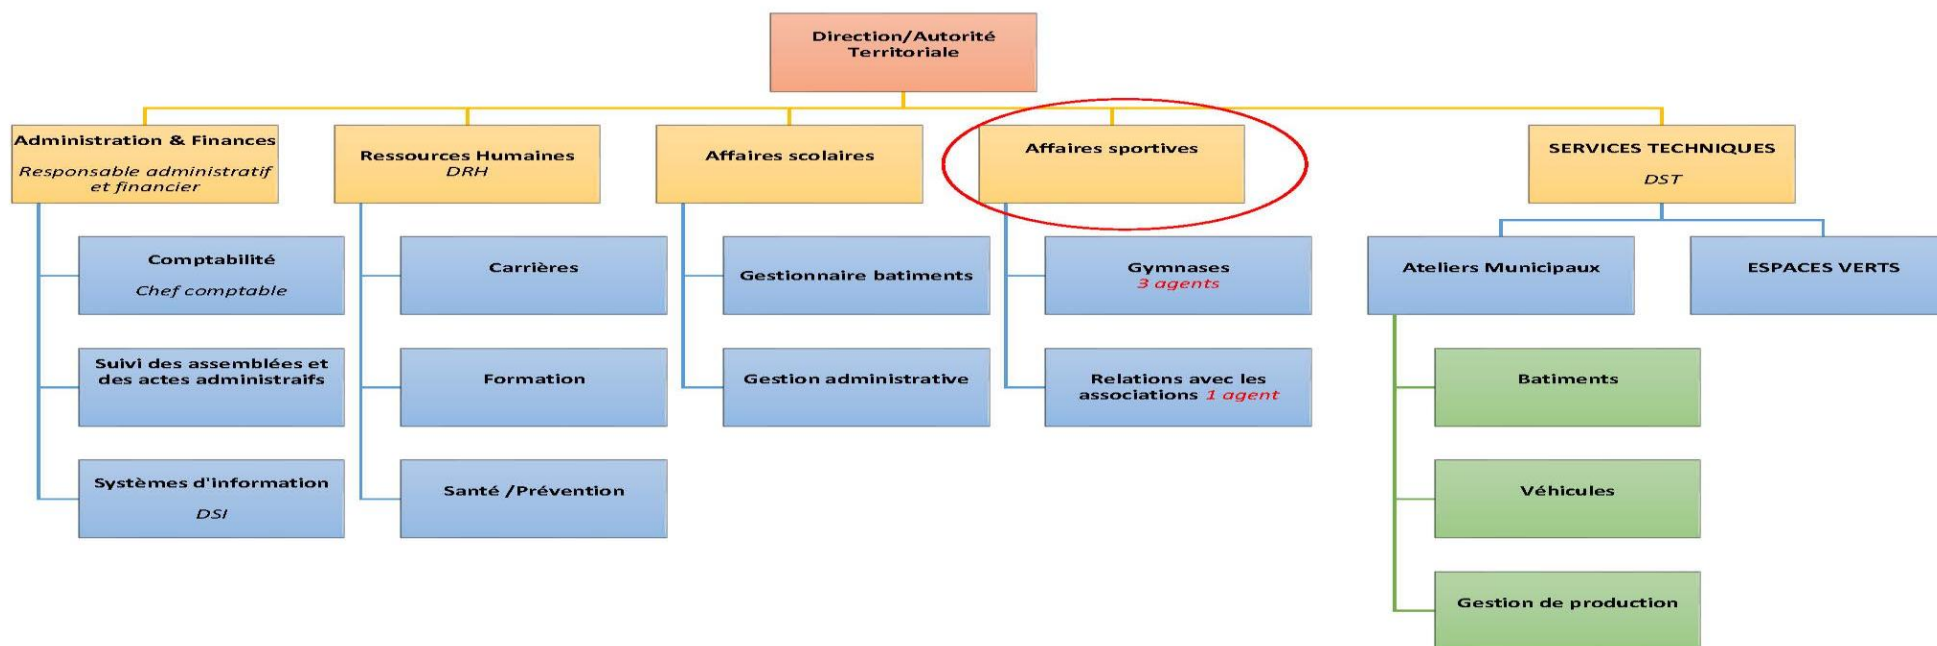 Direction/Autorité
Territoriale
Administration & Finances
Responsable administratif
et financier
Ressources Humaines
DRH
Affaires scolaires
Affaires sportives
SERVICES TECHNIQUES
DST
Comptabilité
Chef comptable
Carrières
Gestionnaire batiments
Gymnases
3 agents
Ateliers Municipaux
ESPACES VERTS
Suivi des assemblées et
des actes administraifs
Formation
Gestion administrative
Relations avec les
associations 1 agent
Batiments
Systèmes d'information
DSI
Santé /Prévention
Véhicules
Gestion de production